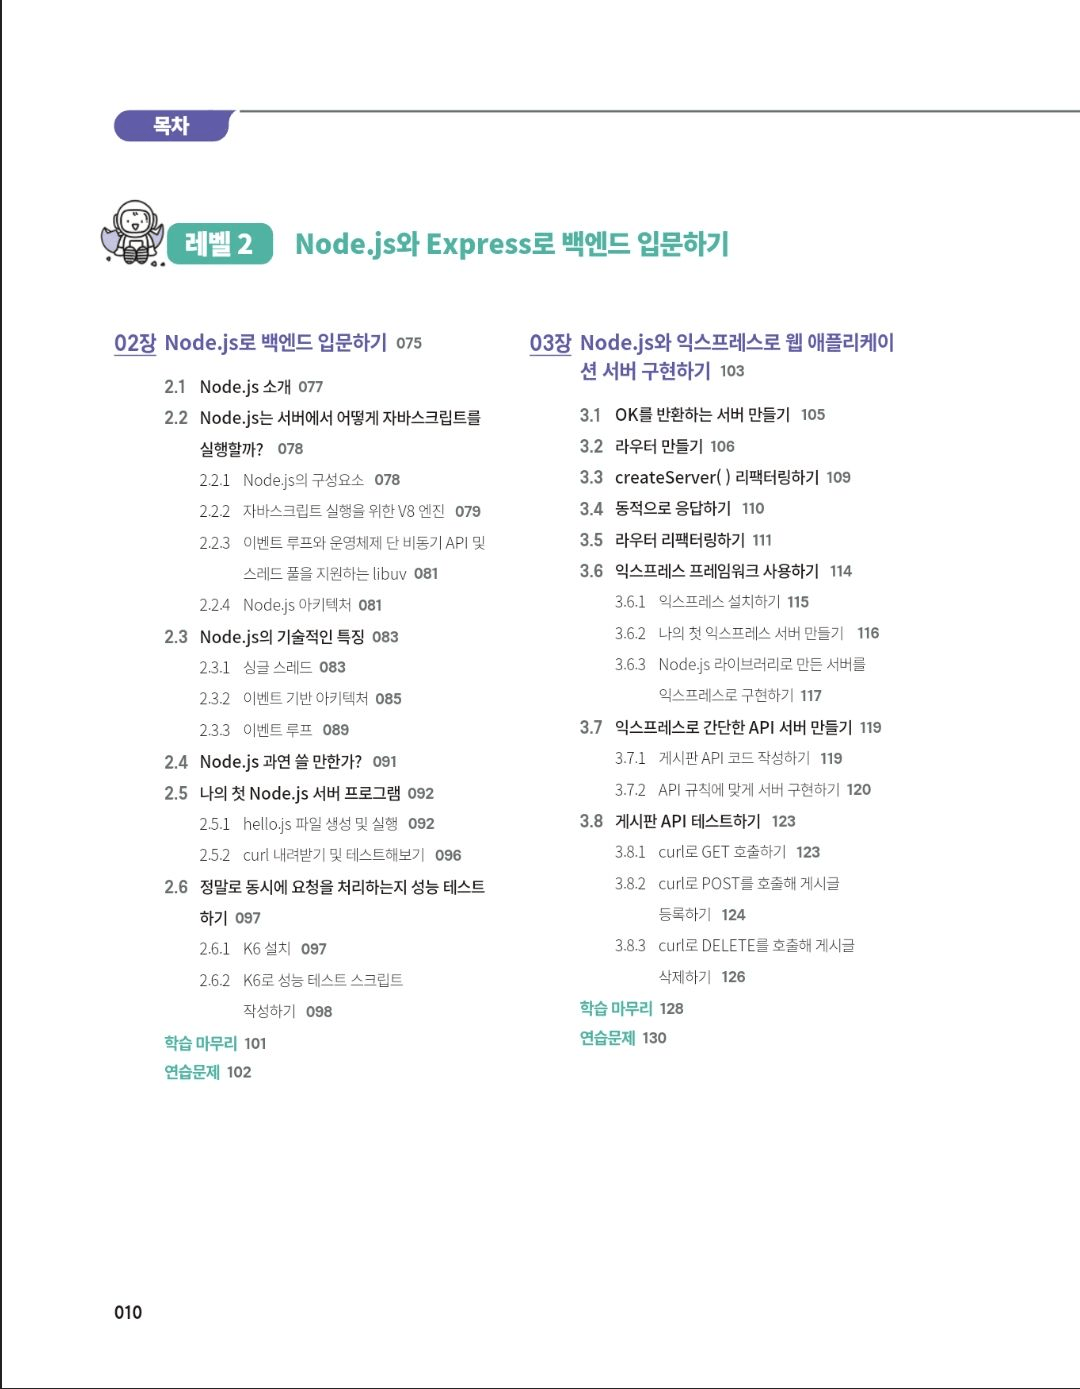 목차
레벨 2 Node.js와 Express로 백엔드 입문하기
02장 Node.js로 백엔드 입문하기 075
2.1 Node.js 소개 077
2.2 Node.js는 서버에서 어떻게 자바스크립트를
실행할까? 078
2.2.1 Node.js의 구성요소 078
2.2.2 자바스크립트 실행을 위한 V8 엔진 079
2.2.3 이벤트 루프와 운영체제 단 비동기 API 및
스레드 풀을 지원하는 libuv 081
2.2.4 Node.js 아키텍처 081
2.3 Node.js의 기술적인 특징 083
2.3.1 싱글 스레드 083
2.3.2 이벤트 기반 아키텍처 085
2.3.3 이벤트 루프 089
2.4 Node.js 과연 쓸 만한가? 091
2.5 나의 첫 Node.js 서버 프로그램 092
2.5.1 hello.js 파일 생성 및 실행 092
2.5.2 curl 내려받기 및 테스트해보기 096
2.6 정말로 동시에 요청을 처리하는지 성능 테스트
하기 097
2.6.1 K6 설치 097
2.6.2 K6로 성능 테스트 스크립트
작성하기 098
학습 마무리 101
연습문제 102
03장 Node.js와 익스프레스로 웹 애플리케이
션 서버 구현하기 103
3.1 OK를 반환하는 서버 만들기 105
3.2 라우터 만들기 106
3.3 createServer( ) 리팩터링하기 109
3.4 동적으로 응답하기 110
3.5 라우터 리팩터링하기 111
3.6 익스프레스 프레임워크 사용하기 114
3.6.1 익스프레스 설치하기 115
3.6.2 나의 첫 익스프레스 서버 만들기 116
3.6.3 Node.js 라이브러리로 만든 서버를
익스프레스로 구현하기 117
3.7 익스프레스로 간단한 API 서버 만들기 119
3.7.1 게시판 API 코드 작성하기 119
3.7.2 API 규칙에 맞게 서버 구현하기 120
3.8 게시판 API 테스트하기 123
3.8.1 curl로 GET 호출하기 123
3.8.2 curl로 POST를 호출해 게시글
등록하기 124
3.8.3 curl로 DELETE를 호출해 게시글
삭제하기 126
학습 마무리 128
연습문제 130
010